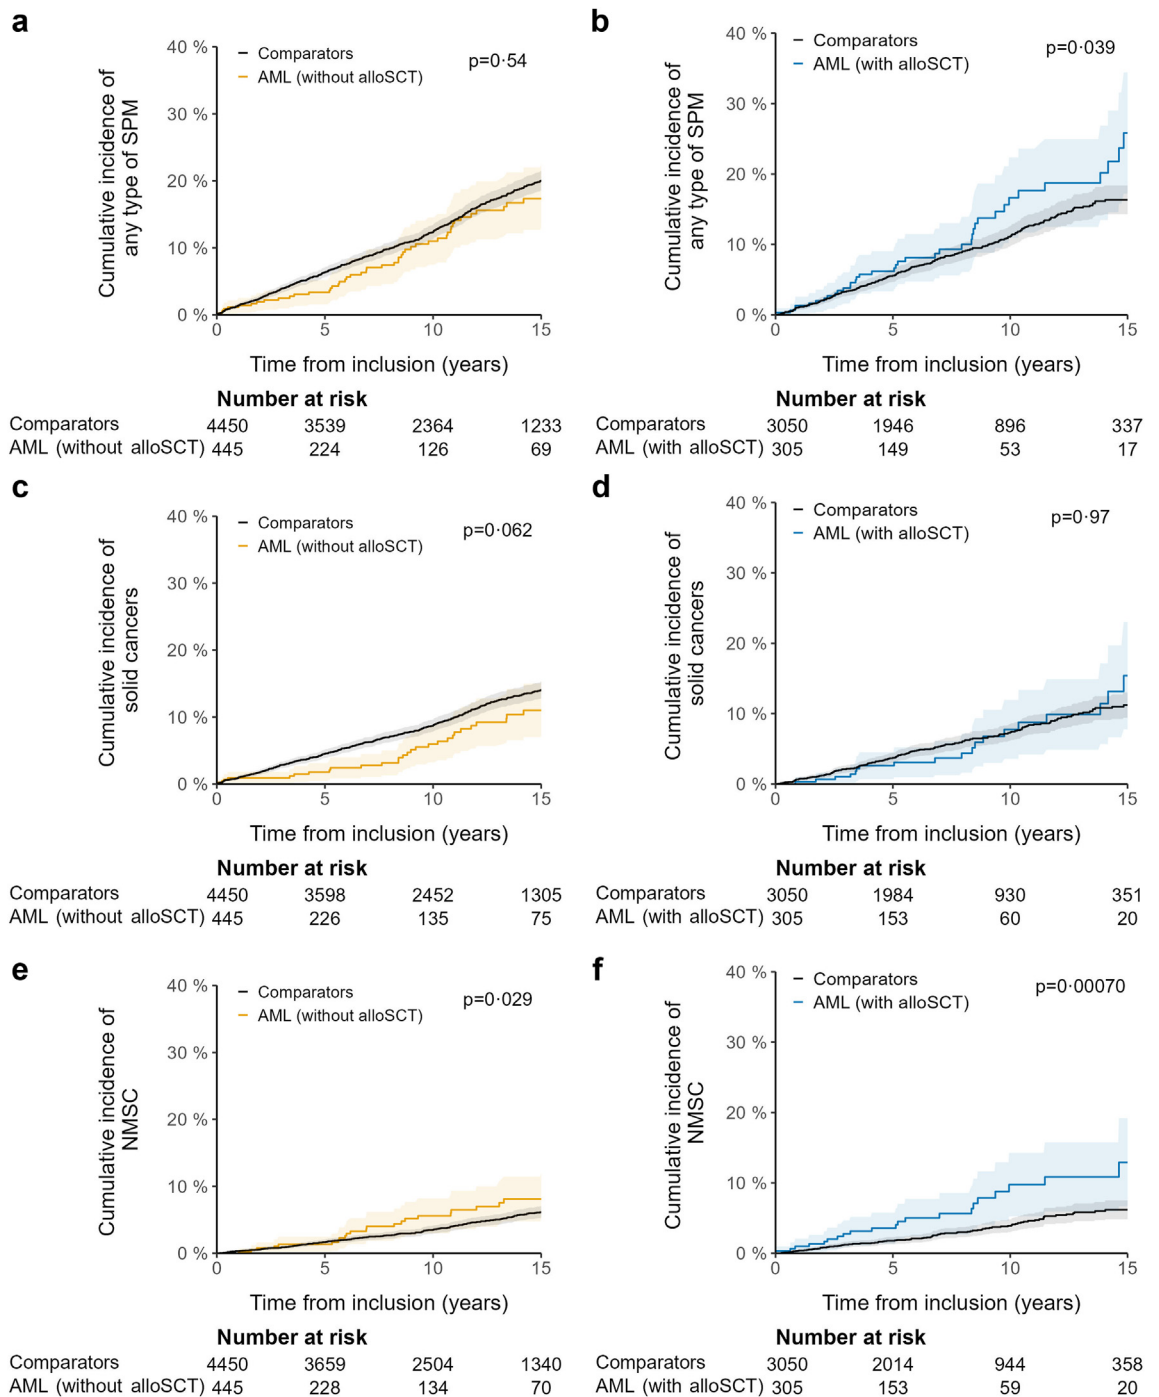 a
Cumulative incidence of
any type of SPM
40 %
30 %
20 %
10 %
0 %
Comparators
AML (without alloSCT)
p=0·54
0 5 10 15
Time from inclusion (years)
Number at risk
Comparators 4450 3539 2364 1233
AML (without alloSCT) 445 224 126 69
b
Cumulative incidence of
any type of SPM
40 %
30 %
20 %
10 %
0 %
Comparators
AML (with alloSCT)
p=0·039
0 5 10 15
Time from inclusion (years)
Number at risk
Comparators 3050 1946 896 337
AML (with alloSCT) 305 149 53 17
c
Cumulative incidence of
solid cancers
40 %
30 %
20 %
10 %
0 %
Comparators
AML (without alloSCT)
p=0·062
0 5 10 15
Time from inclusion (years)
Number at risk
Comparators 4450 3598 2452 1305
AML (without alloSCT) 445 226 135 75
d
Cumulative incidence of
solid cancers
40 %
30 %
20 %
10 %
0 %
Comparators
AML (with alloSCT)
p=0·97
0 5 10 15
Time from inclusion (years)
Number at risk
Comparators 3050 1984 930 351
AML (with alloSCT) 305 153 60 20
e
Cumulative incidence of
NMSC
40 %
30 %
20 %
10 %
0 %
Comparators
AML (without alloSCT)
p=0·029
0 5 10 15
Time from inclusion (years)
Number at risk
Comparators 4450 3659 2504 1340
AML (without alloSCT) 445 228 134 70
f
Cumulative incidence of
NMSC
40 %
30 %
20 %
10 %
0 %
Comparators
AML (with alloSCT)
p=0·00070
0 5 10 15
Time from inclusion (years)
Number at risk
Comparators 3050 2014 944 358
AML (with alloSCT) 305 153 59 20